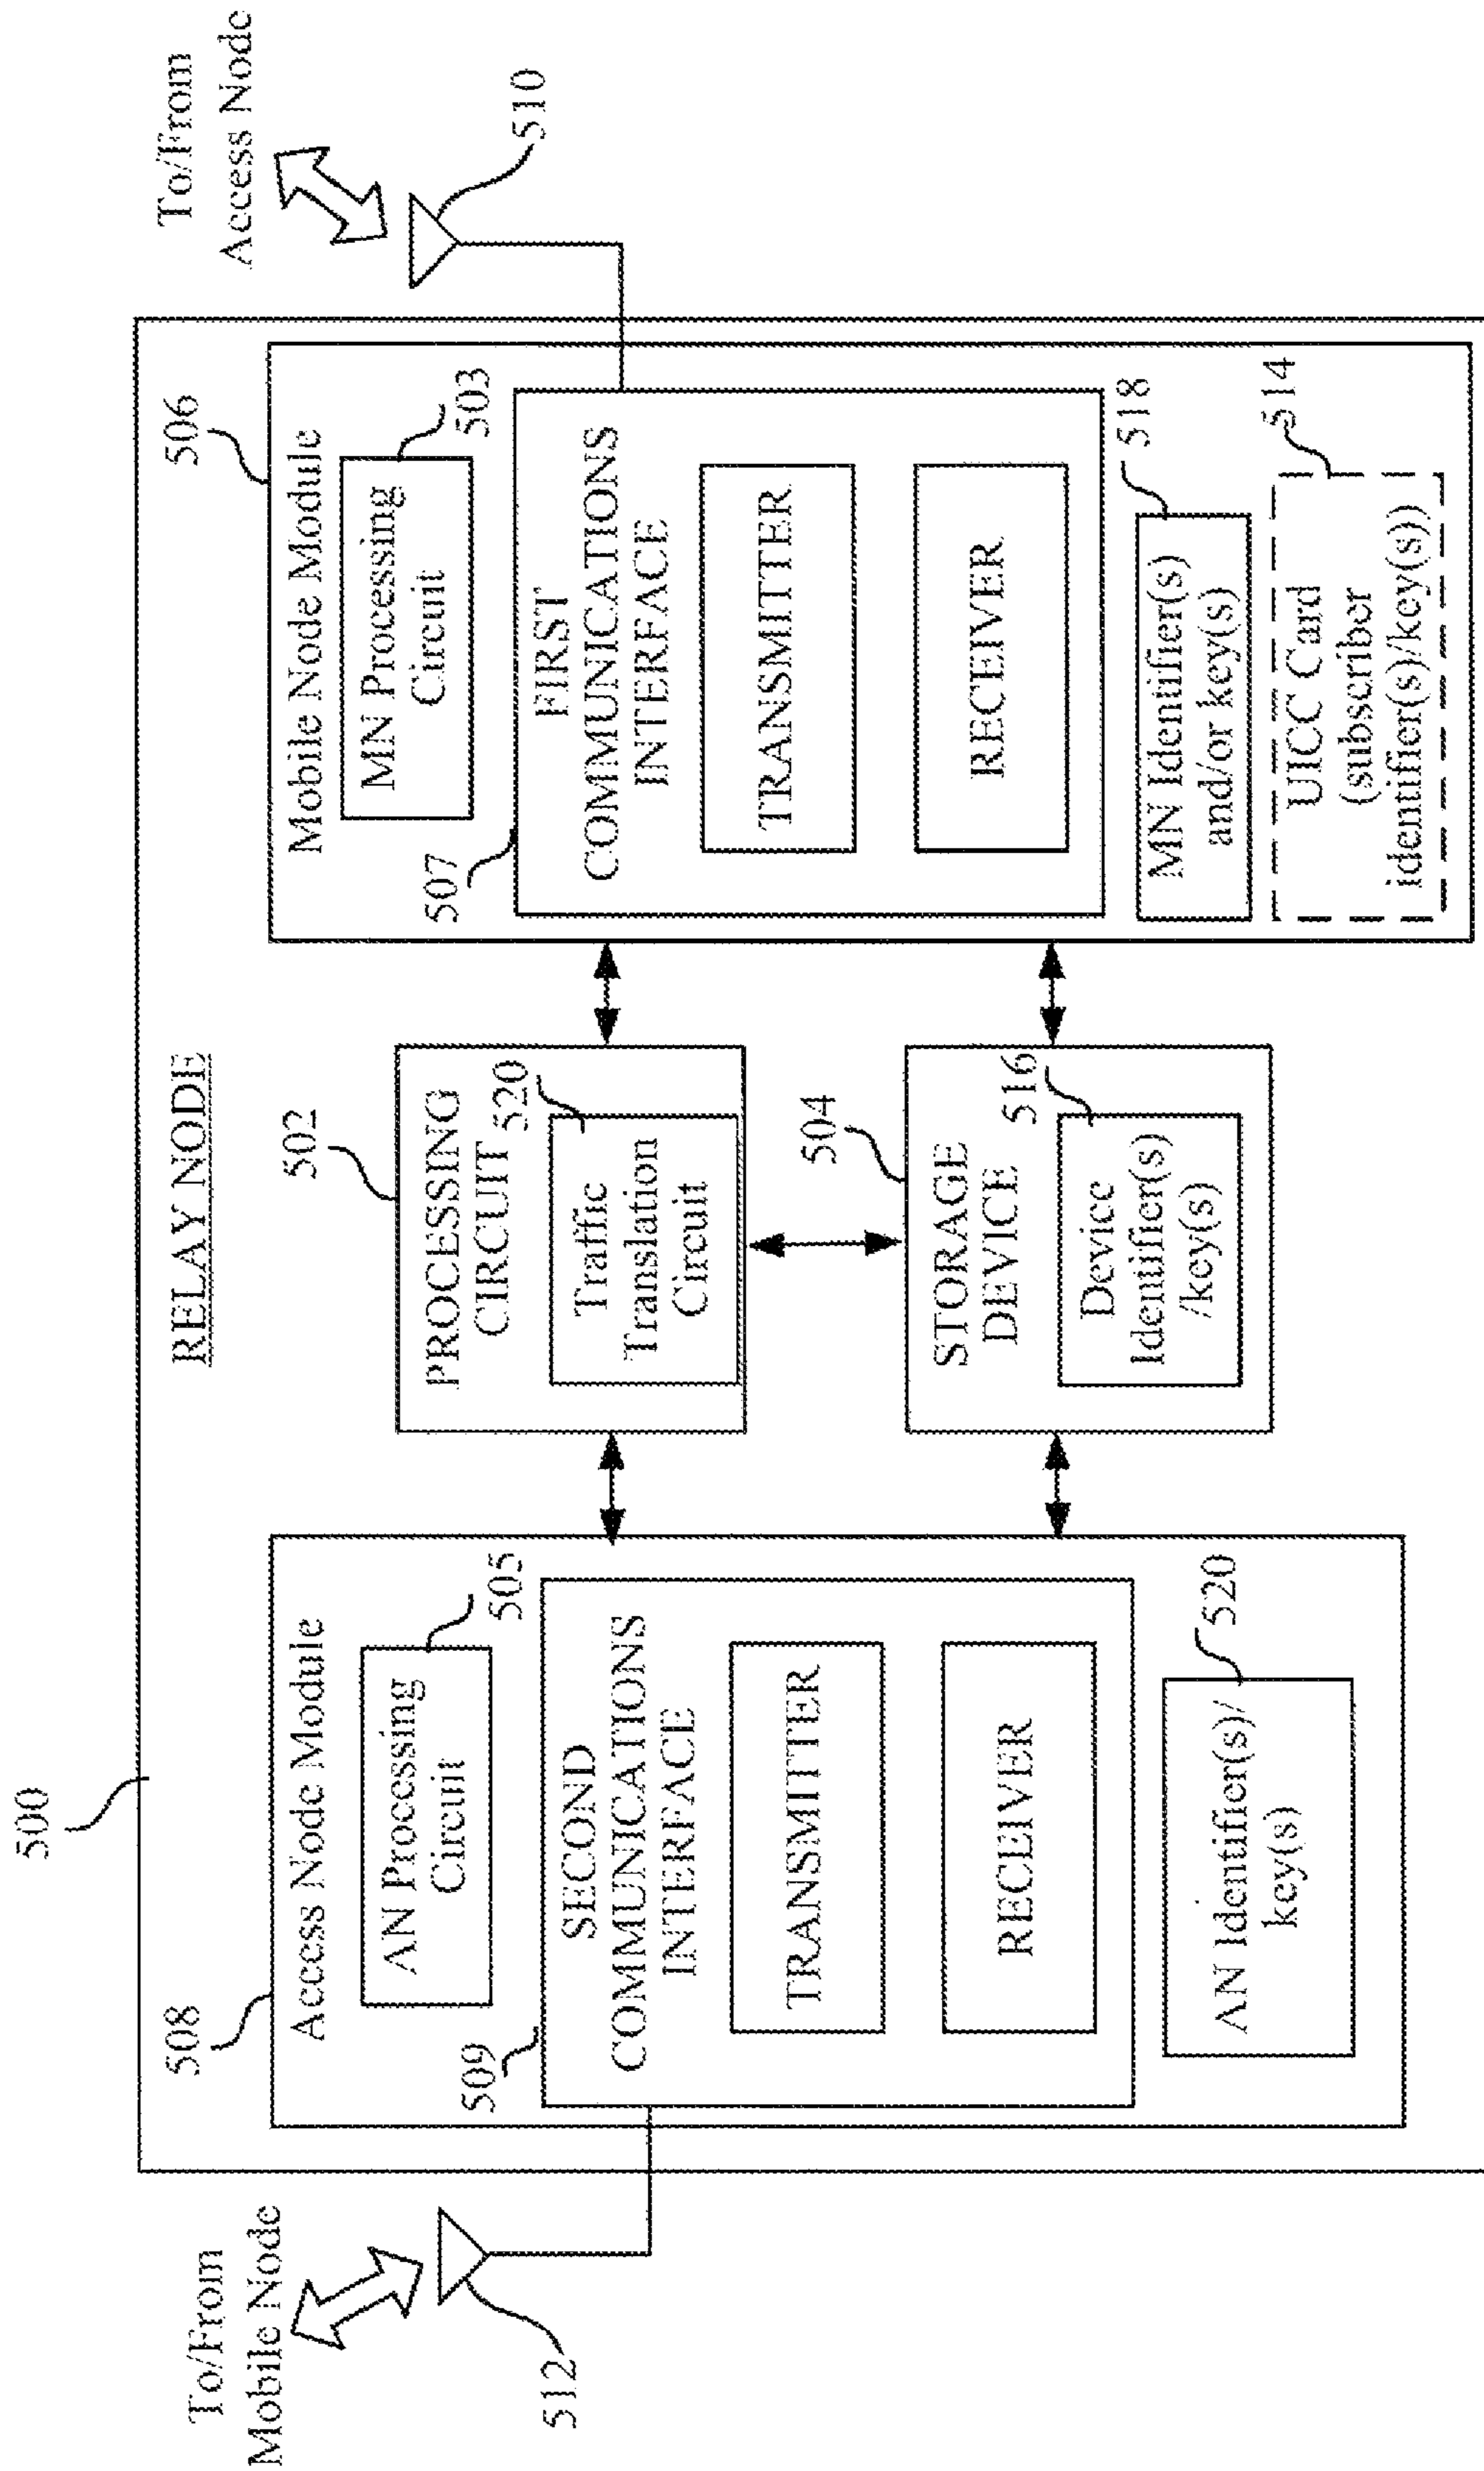 500
RELAY NODE
To/From
Mobile Node
512
508
Access Node Module
AN Processing
Circuit
505
509
SECOND
COMMUNICATIONS
INTERFACE
TRANSMITTER
RECEIVER
AN Identifier(s)/
key(s)
520
502
PROCESSING
CIRCUIT
520
Traffic
Translation
Circuit
504
STORAGE
DEVICE
516
Device
Identifier(s)
/key(s)
506
Mobile Node Module
MN Processing
Circuit
503
507
FIRST
COMMUNICATIONS
INTERFACE
TRANSMITTER
RECEIVER
518
MN Identifier(s)
and/or key(s)
514
UICC Card
(subscriber
identifier(s)/key(s))
To/From
Access Node
510